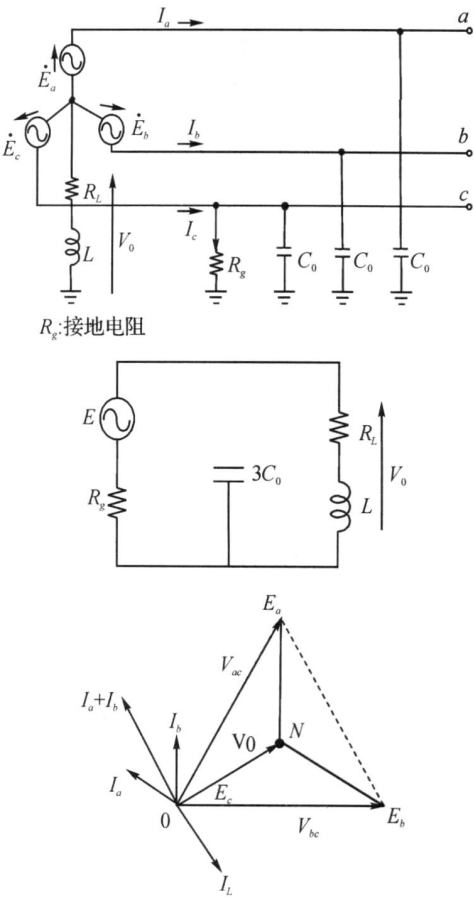 I_a
a
Ė_a
Ė_c
Ė_b
I_b
b
R_L
I_c
c
L
V_0
R_g
C_0
C_0
C_0
R_g:接地电阻
E
R_L
R_g
3C_0
L
V_0
E_a
V_ac
I_a+I_b
I_b
V0
N
I_a
E_c
0
V_bc
E_b
I_L